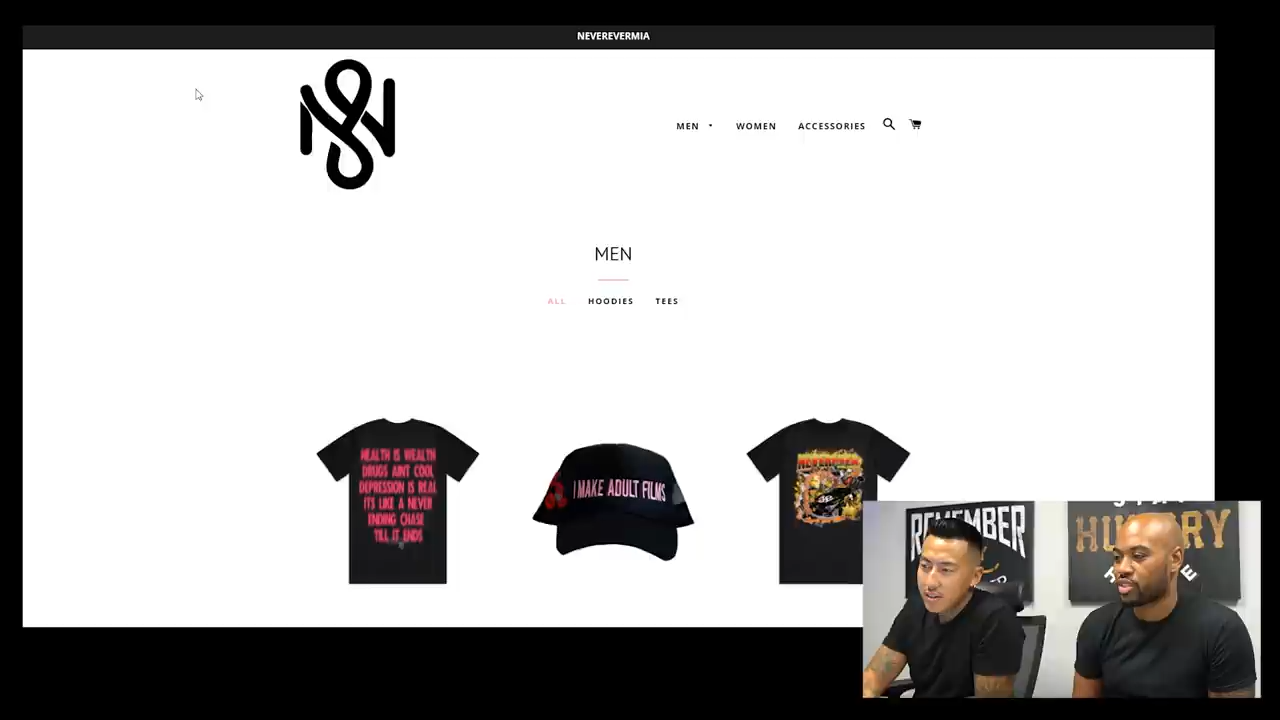 NEVEREVERMIA
MEN
WOMEN
ACCESSORIES
MEN
ALL
HOODIES
TEES
HEALTH IS WEALTH
DRUGS AINT COOL
DEPRESSION IS REAL
ITS LIKE A NEVER
ENDING CHASE
TILL IT ENDS
I MAKE ADULT FILMS
REMEMBER
HUNGRY